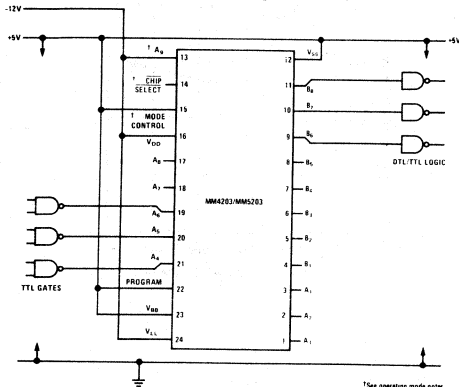 -12V
+5V
+5V
† A9
13
VSS
12
† CHIP SELECT
14
11
B8
† MODE CONTROL
15
10
B7
VDD
16
9
B6
DTL/TTL LOGIC
A8
17
8
B5
A7
18
7
B4
MM4203/MM5203
A6
19
6
B3
A5
20
5
B2
A4
21
4
B1
TTL GATES
PROGRAM
22
3
A3
VBB
23
2
A2
VLL
24
1
A1
†See operating mode notes